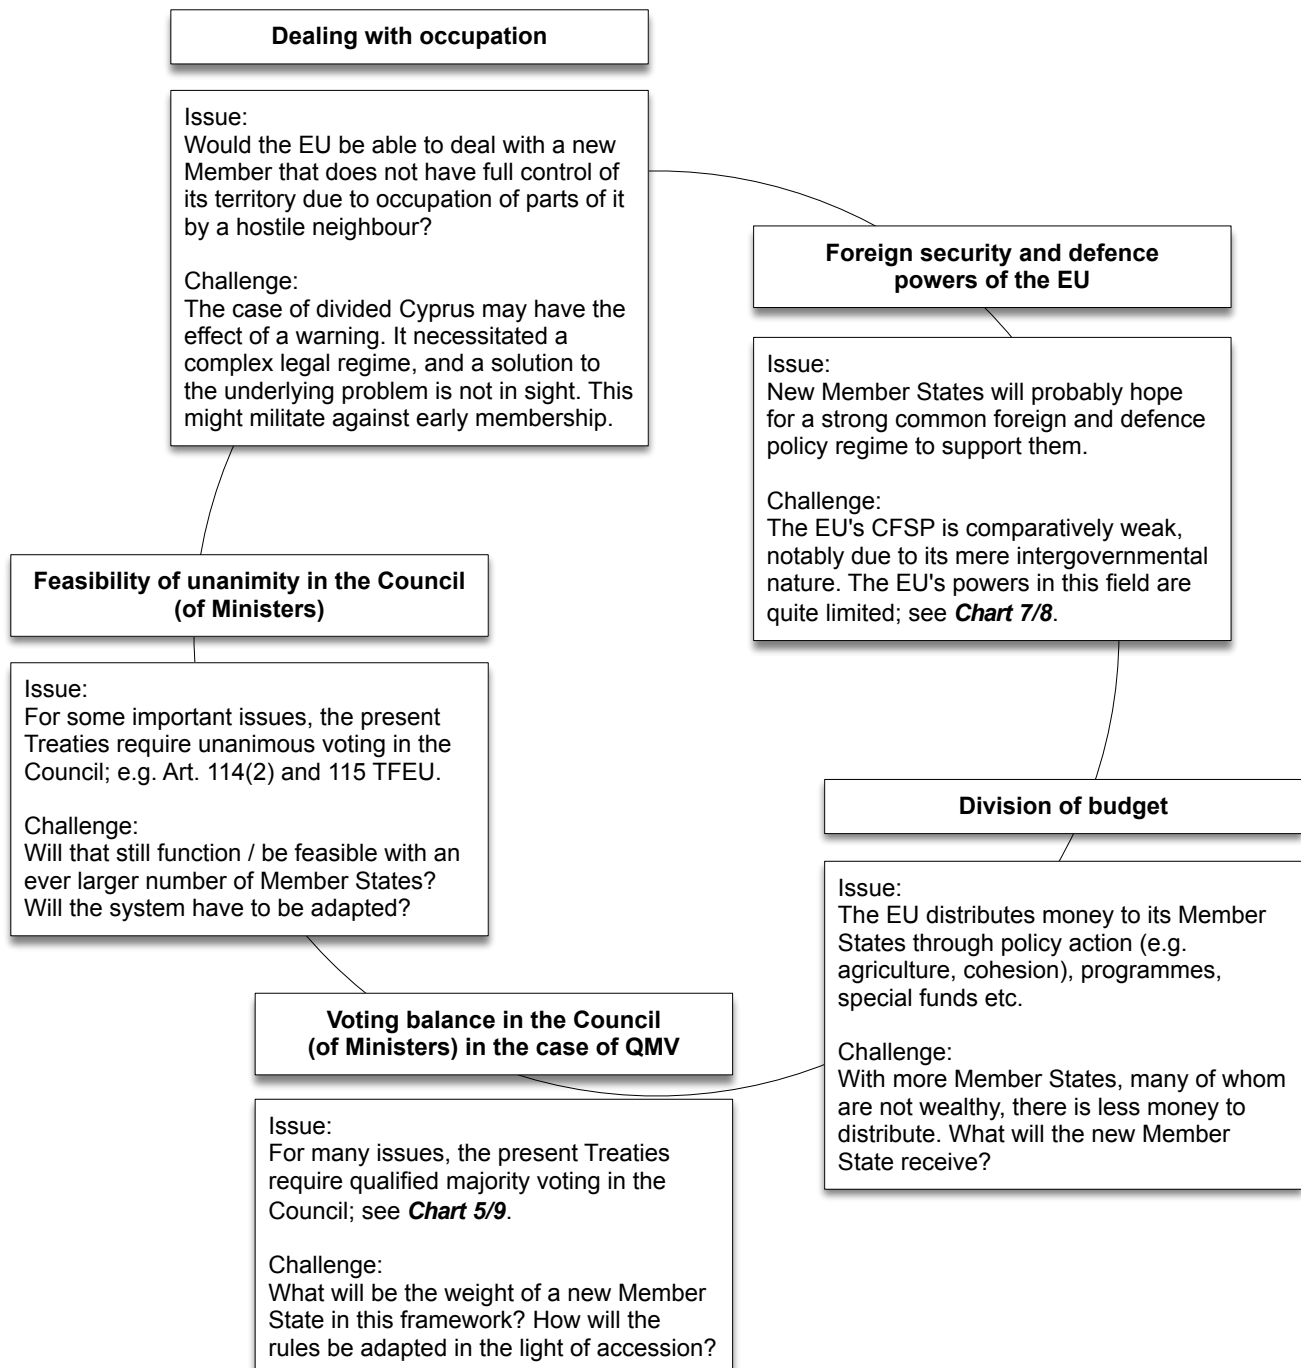 Dealing with occupation
Issue:
Would the EU be able to deal with a new
Member that does not have full control of
its territory due to occupation of parts of it
by a hostile neighbour?
Challenge:
The case of divided Cyprus may have the
effect of a warning. It necessitated a
complex legal regime, and a solution to
the underlying problem is not in sight. This
might militate against early membership.
Foreign security and defence
powers of the EU
Issue:
New Member States will probably hope
for a strong common foreign and defence
policy regime to support them.
Challenge:
The EU's CFSP is comparatively weak,
notably due to its mere intergovernmental
nature. The EU's powers in this field are
quite limited; see Chart 7/8.
Feasibility of unanimity in the Council
(of Ministers)
Issue:
For some important issues, the present
Treaties require unanimous voting in the
Council; e.g. Art. 114(2) and 115 TFEU.
Challenge:
Will that still function / be feasible with an
ever larger number of Member States?
Will the system have to be adapted?
Division of budget
Issue:
The EU distributes money to its Member
States through policy action (e.g.
agriculture, cohesion), programmes,
special funds etc.
Challenge:
With more Member States, many of whom
are not wealthy, there is less money to
distribute. What will the new Member
State receive?
Voting balance in the Council
(of Ministers) in the case of QMV
Issue:
For many issues, the present Treaties
require qualified majority voting in the
Council; see Chart 5/9.
Challenge:
What will be the weight of a new Member
State in this framework? How will the
rules be adapted in the light of accession?